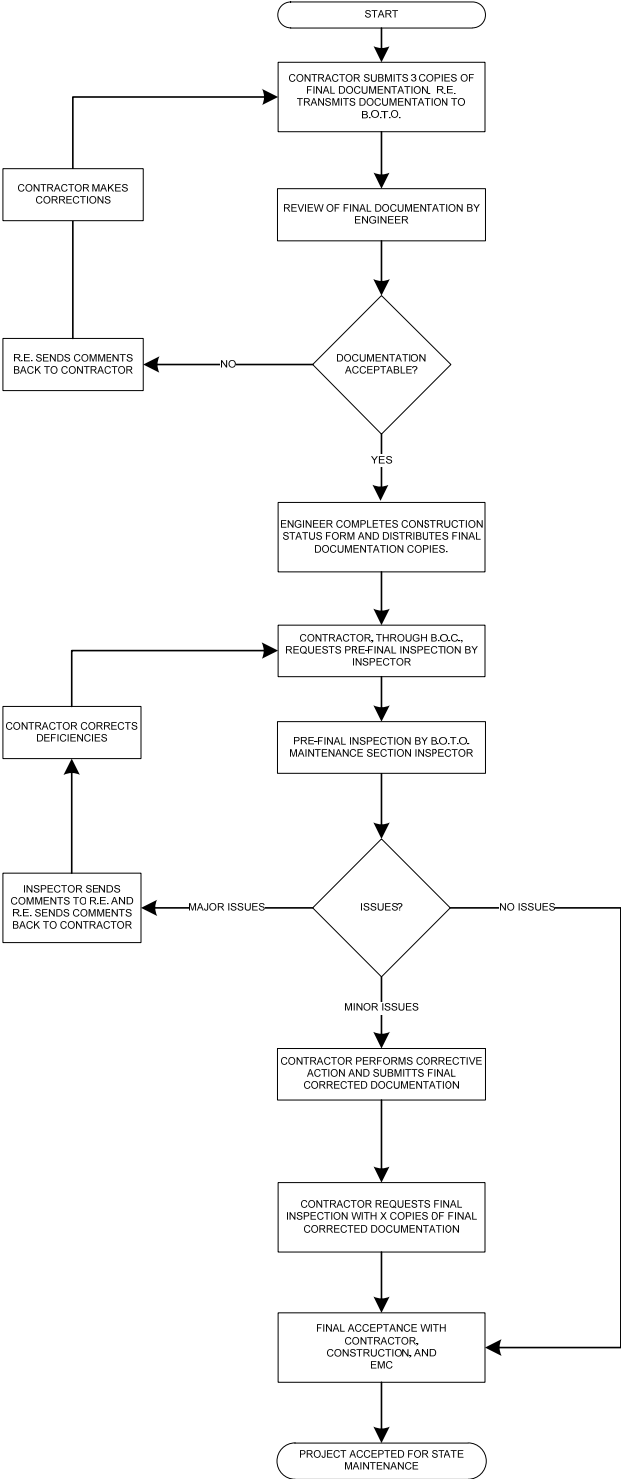 START
CONTRACTOR SUBMITS 3 COPIES OF
FINAL DOCUMENTATION. R.E.
TRANSMITS DOCUMENTATION TO
B.O.T.O.
CONTRACTOR MAKES
CORRECTIONS
REVIEW OF FINAL DOCUMENTATION BY
ENGINEER
R.E. SENDS COMMENTS
BACK TO CONTRACTOR
NO
DOCUMENTATION
ACCEPTABLE?
YES
ENGINEER COMPLETES CONSTRUCTION
STATUS FORM AND DISTRIBUTES FINAL
DOCUMENTATION COPIES.
CONTRACTOR, THROUGH B.O.C.,
REQUESTS PRE-FINAL INSPECTION BY
INSPECTOR
CONTRACTOR CORRECTS
DEFICIENCIES
PRE-FINAL INSPECTION BY B.O.T.O.
MAINTENANCE SECTION INSPECTOR
INSPECTOR SENDS
COMMENTS TO R.E. AND
R.E. SENDS COMMENTS
BACK TO CONTRACTOR
MAJOR ISSUES
ISSUES?
NO ISSUES
MINOR ISSUES
CONTRACTOR PERFORMS CORRECTIVE
ACTION AND SUBMITTS FINAL
CORRECTED DOCUMENTATION
CONTRACTOR REQUESTS FINAL
INSPECTION WITH X COPIES OF FINAL
CORRECTED DOCUMENTATION
FINAL ACCEPTANCE WITH
CONTRACTOR,
CONSTRUCTION, AND
EMC
PROJECT ACCEPTED FOR STATE
MAINTENANCE